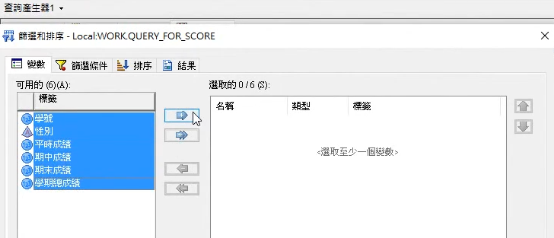 查詢產生器1
篩選和排序 - Local:WORK.QUERY_FOR_SCORE
變數 篩選條件 排序 結果
可用的 (6)(A): 選取的 0 / 6 (S):
標籤 名稱 類型 標籤
學號
性別
平時成績
期中成績
期末成績
學期總成績
<選取至少一個變數>